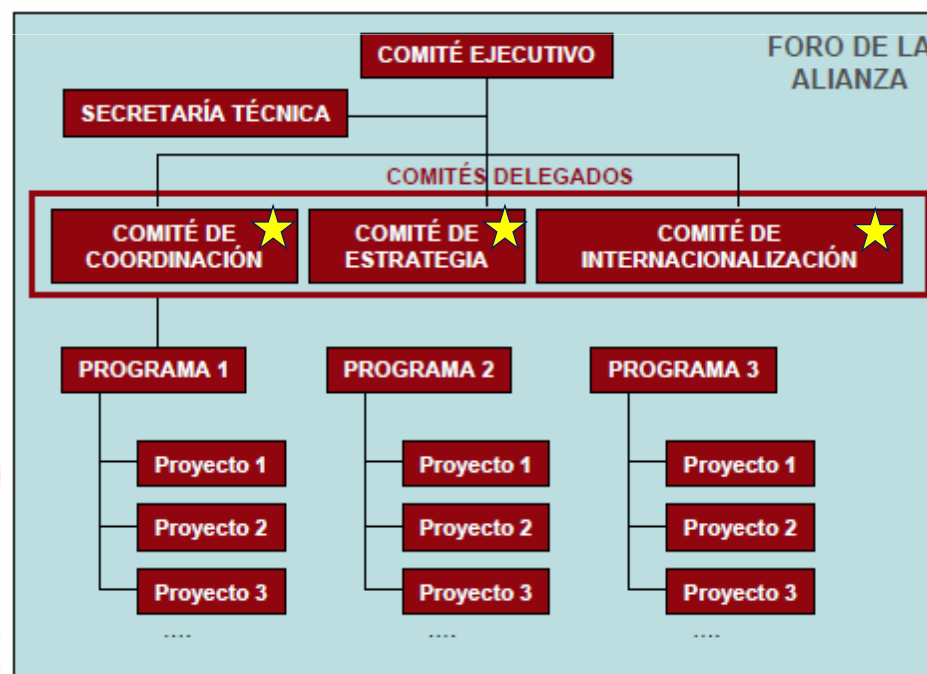 FORO DE LA
ALIANZA
COMITÉ EJECUTIVO
SECRETARÍA TÉCNICA
COMITÉS DELEGADOS
COMITÉ DE
COORDINACIÓN
COMITÉ DE
ESTRATEGIA
COMITÉ DE
INTERNACIONALIZACIÓN
PROGRAMA 1
Proyecto 1
Proyecto 2
Proyecto 3
....
PROGRAMA 2
Proyecto 1
Proyecto 2
Proyecto 3
....
PROGRAMA 3
Proyecto 1
Proyecto 2
Proyecto 3
....